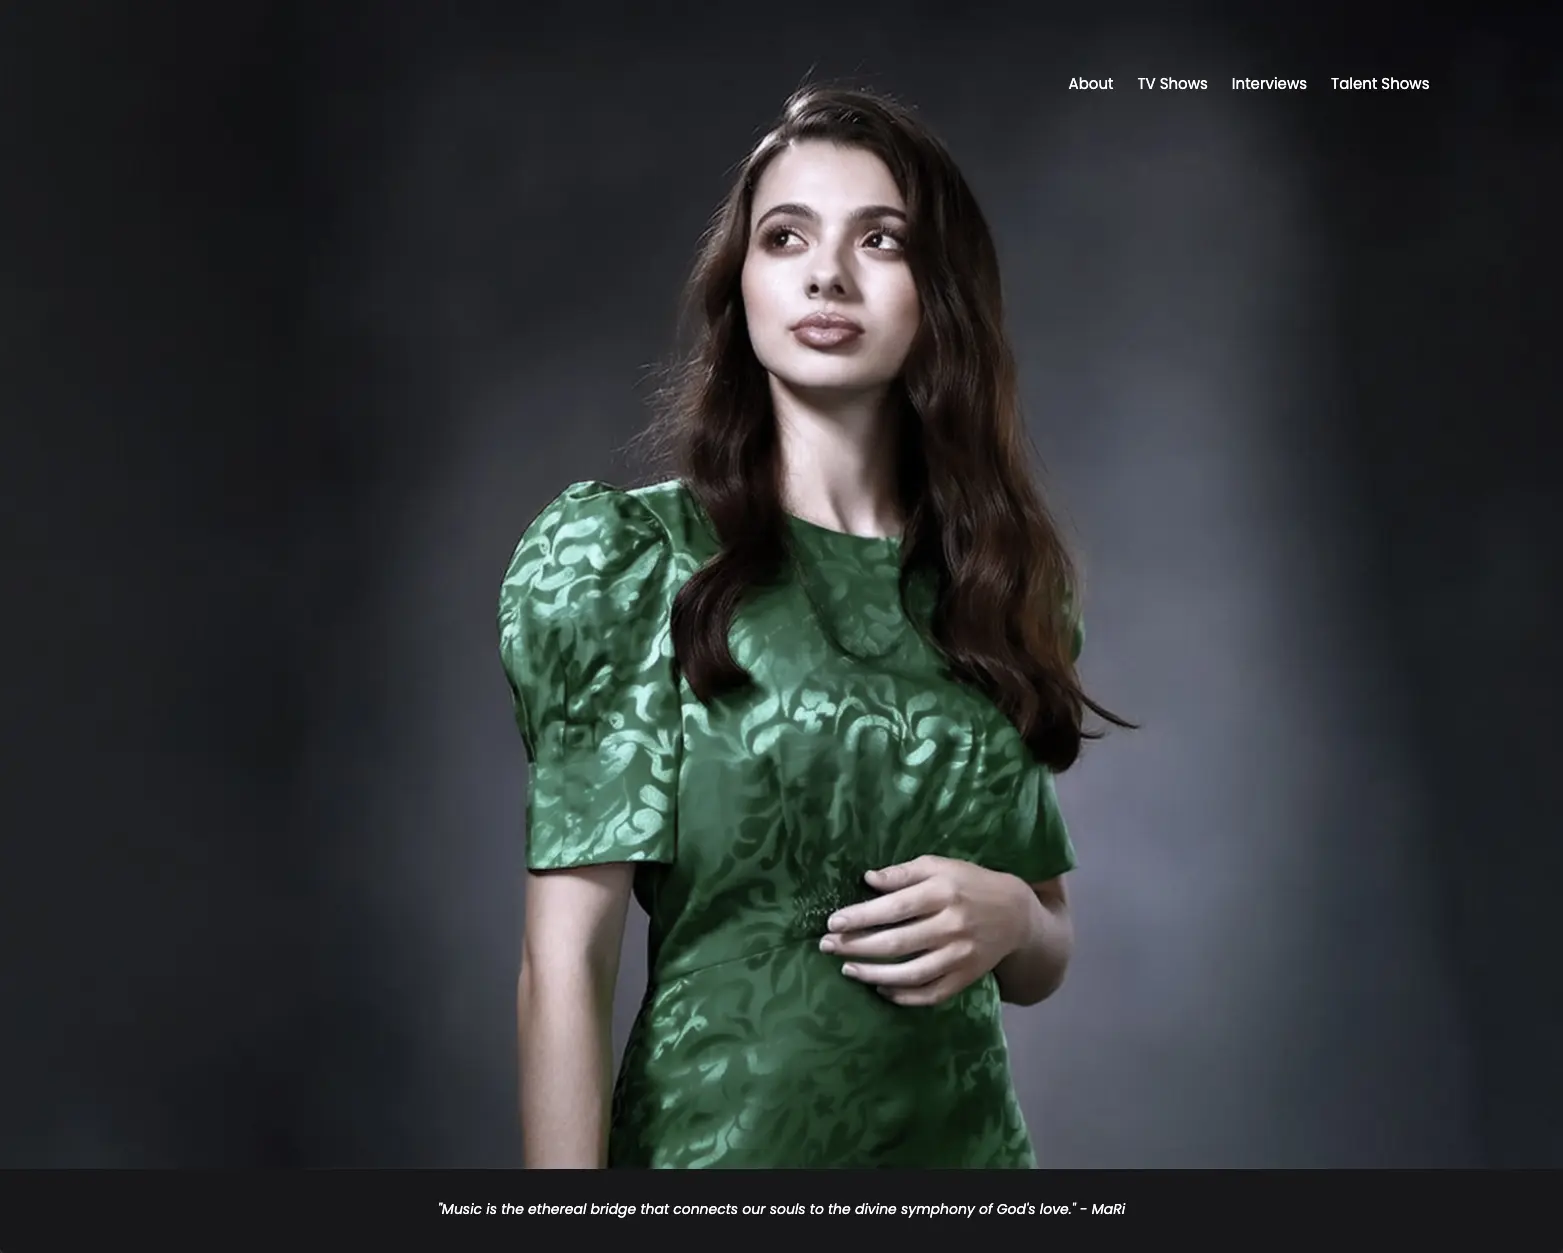 About TV Shows Interviews Talent Shows
"Music is the ethereal bridge that connects our souls to the divine symphony of God's love." - MaRi